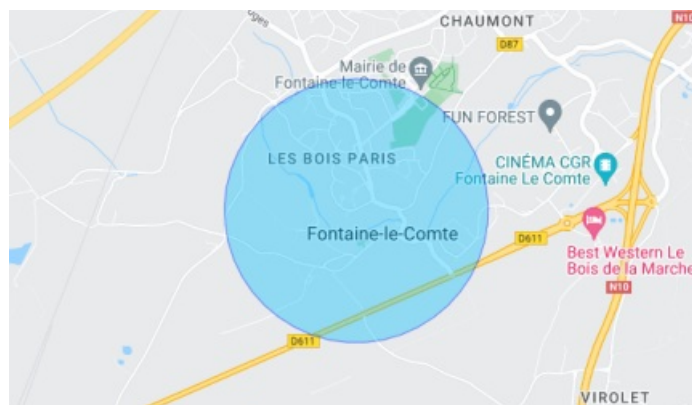 CHAUMONT
N10
D87
Mairie de
Fontaine-le-Comte
FUN FOREST
LES BOIS PARIS
CINÉMA CGR
Fontaine Le Comte
Fontaine-le-Comte
D611
Best Western Le
Bois de la Marche
N10
D611
VIROLET